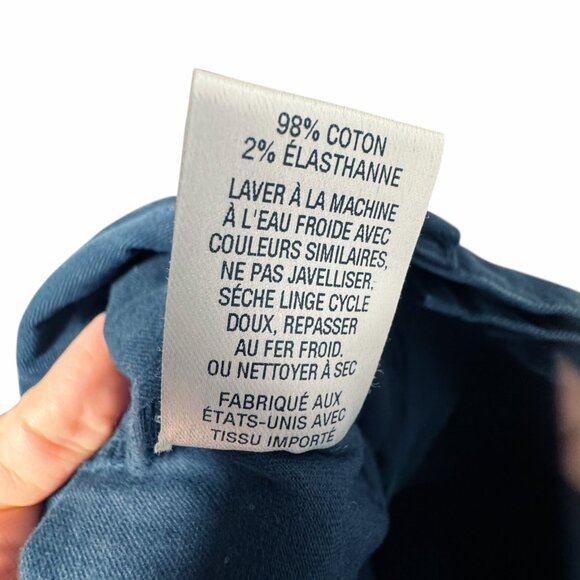 98% COTON
2% ÉLASTHANNE
LAVER À LA MACHINE
À L'EAU FROIDE AVEC
COULEURS SIMILAIRES,
NE PAS JAVELLISER.
SÉCHE LINGE CYCLE
DOUX, REPASSER
AU FER FROID.
OU NETTOYER À SEC
FABRIQUÉ AUX
ÉTATS-UNIS AVEC
TISSU IMPORTÉ